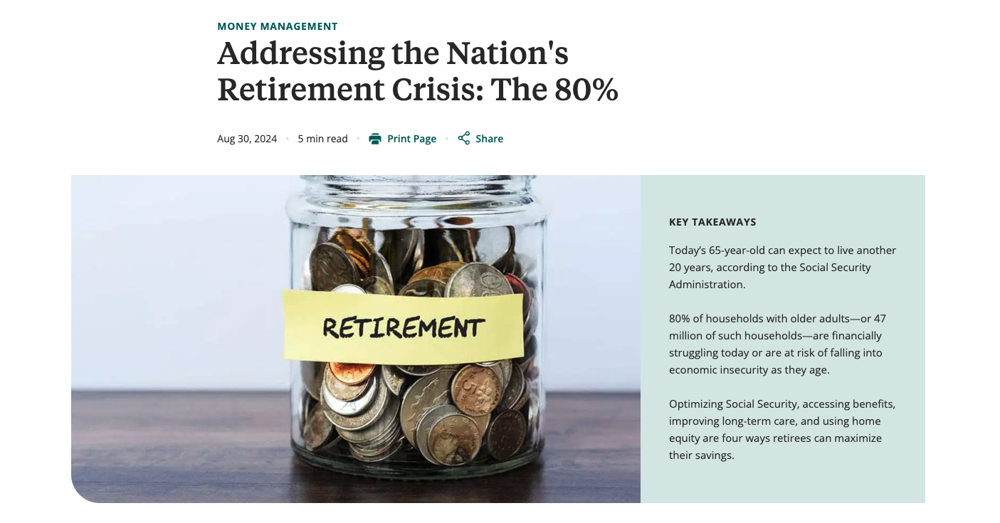 MONEY MANAGEMENT
Addressing the Nation's
Retirement Crisis: The 80%
Aug 30, 2024 • 5 min read • Print Page • Share
RETIREMENT
KEY TAKEAWAYS
Today’s 65-year-old can expect to live another
20 years, according to the Social Security
Administration.
80% of households with older adults—or 47
million of such households—are financially
struggling today or are at risk of falling into
economic insecurity as they age.
Optimizing Social Security, accessing benefits,
improving long-term care, and using home
equity are four ways retirees can maximize
their savings.